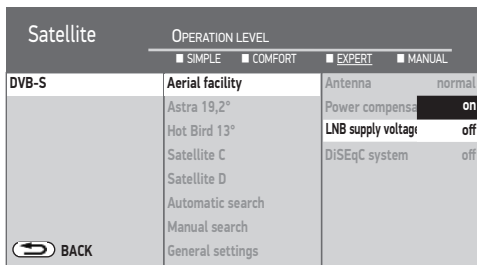 Satellite
OPERATION LEVEL
SIMPLE COMFORT EXPERT MANUAL
DVB-S
Aerial facility
Astra 19,2°
Hot Bird 13°
Satellite C
Satellite D
Automatic search
Manual search
General settings
Antenna normal
Power compensa on
LNB supply voltage off
DiSEqC system off
BACK